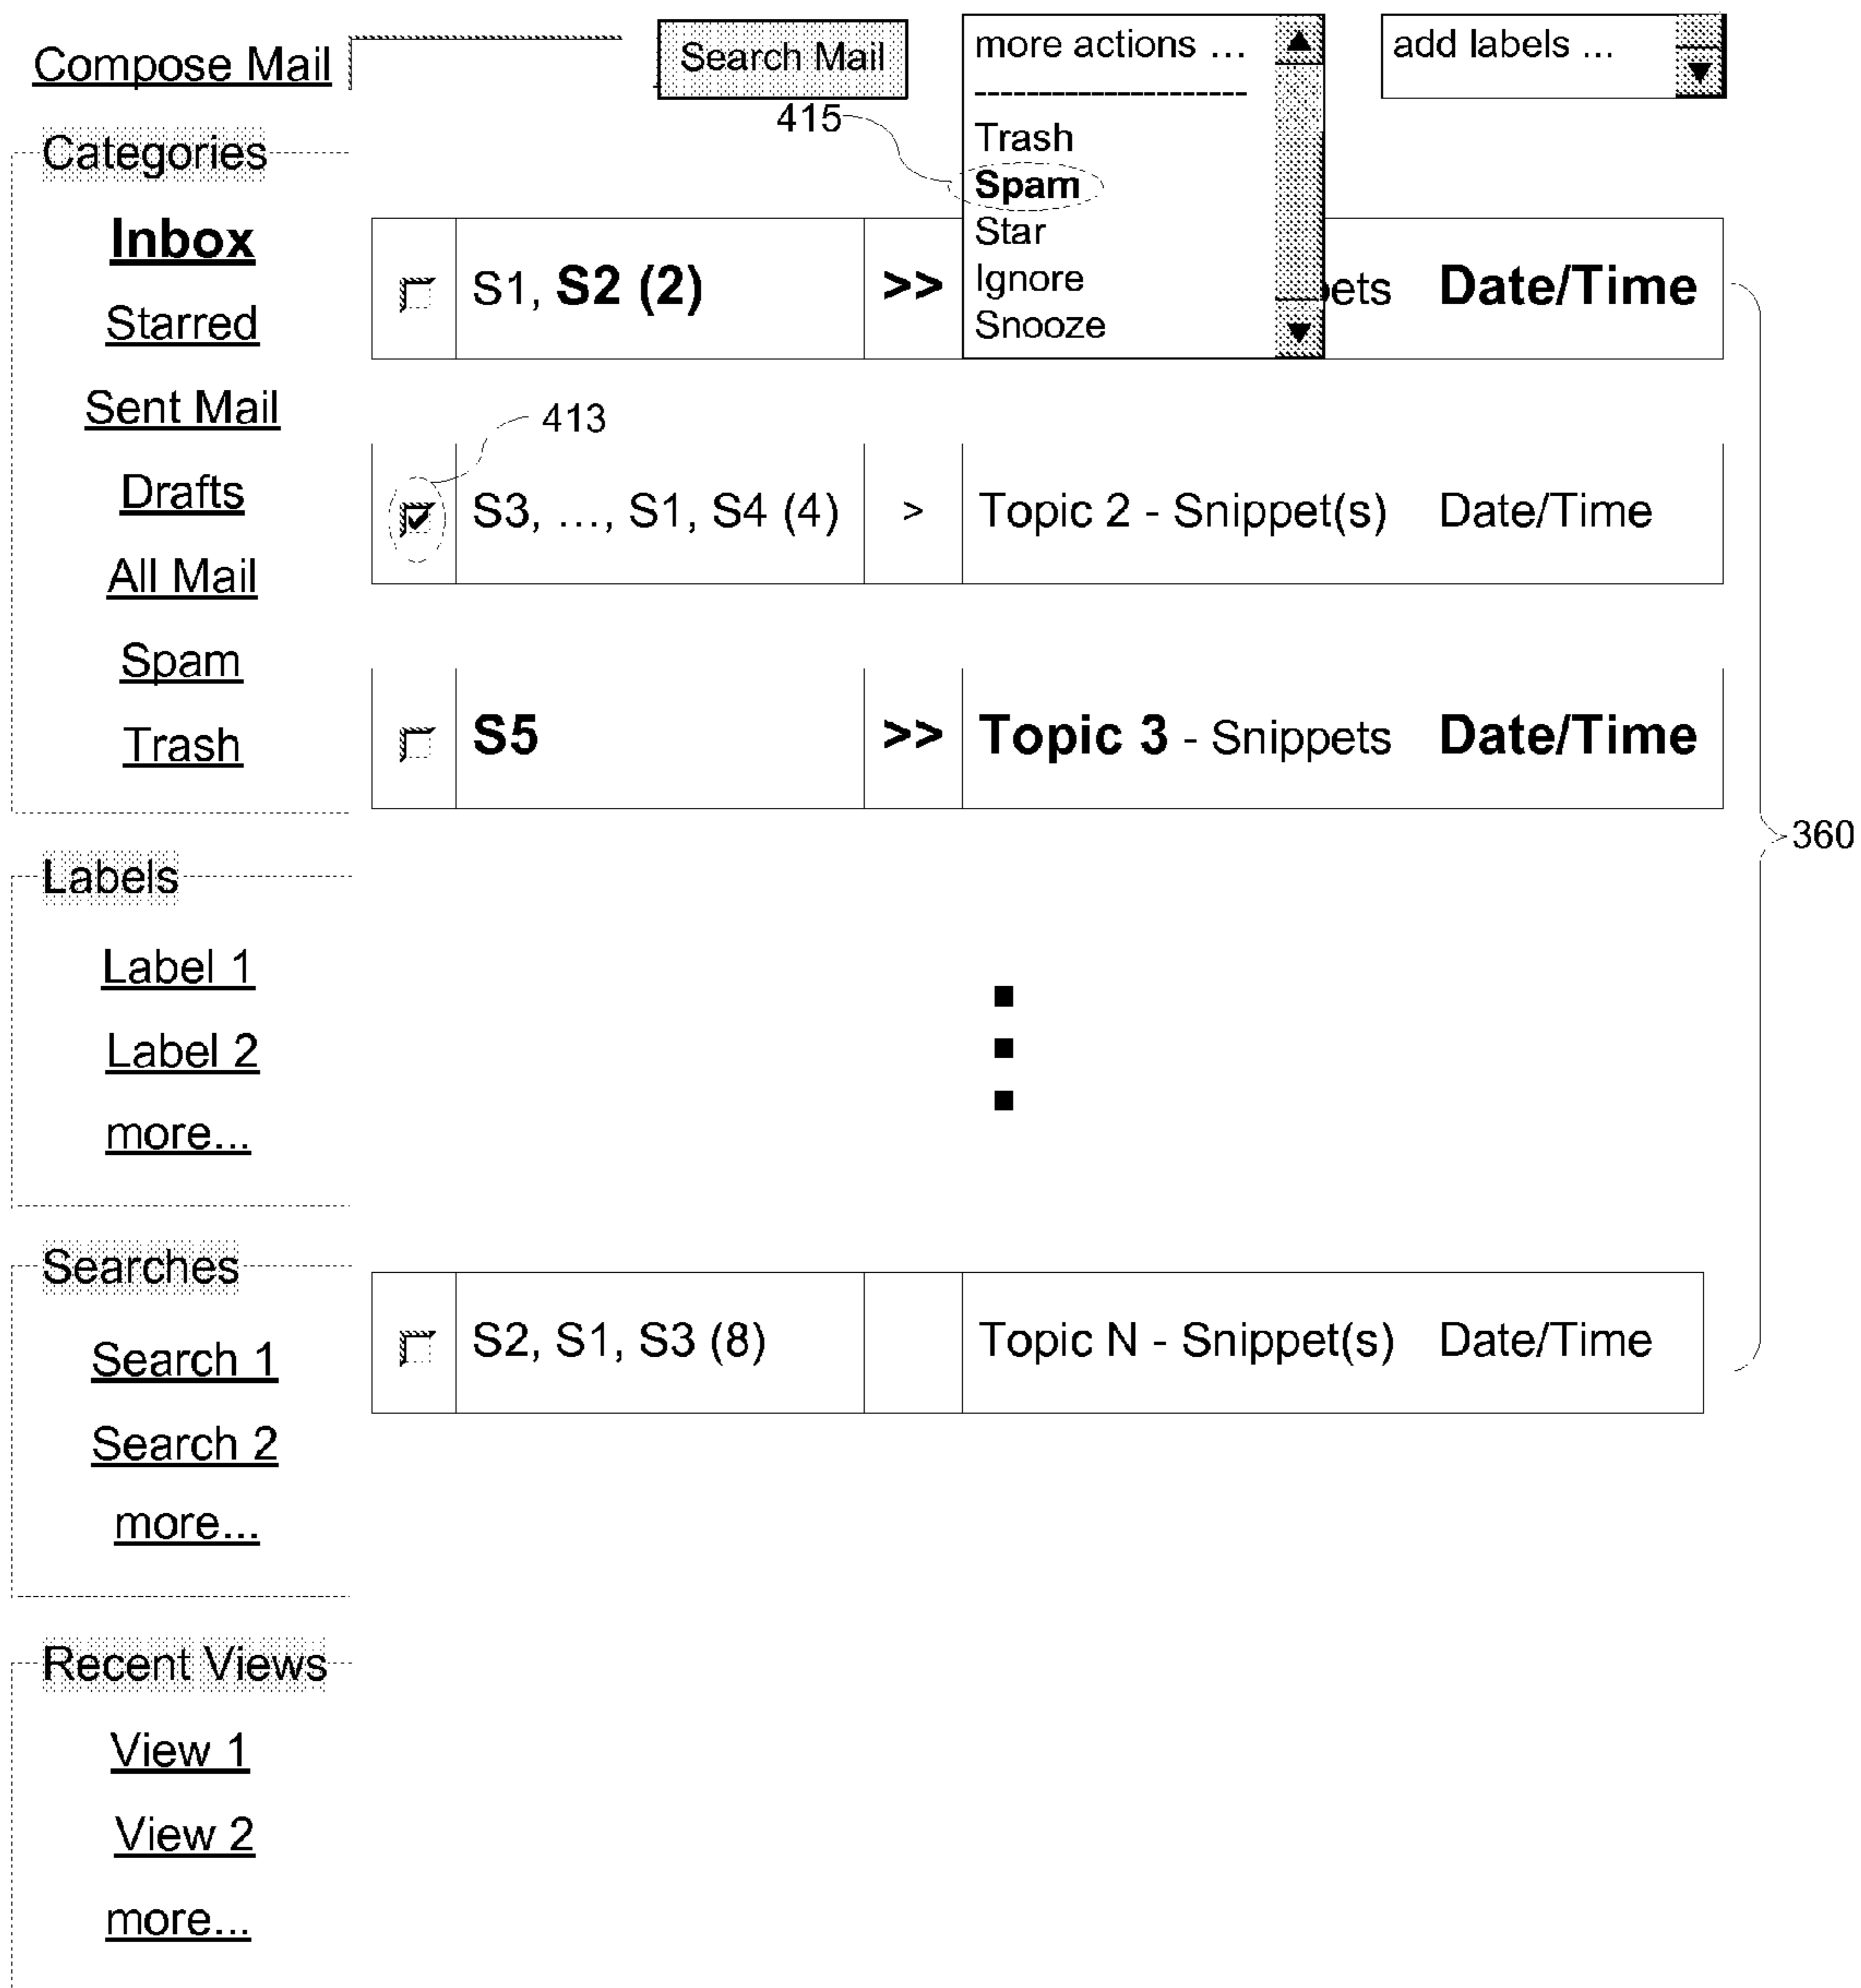 Compose Mail
Search Mail
more actions ...
--------------------
Trash
Spam
Star
Ignore
Snooze
add labels ...
415
Categories
Inbox
Starred
Sent Mail
Drafts
All Mail
Spam
Trash
S1, S2 (2) >> Date/Time
413
S3, ..., S1, S4 (4) > Topic 2 - Snippet(s) Date/Time
S5 >> Topic 3 - Snippets Date/Time
360
Labels
Label 1
Label 2
more...
Searches
Search 1
Search 2
more...
S2, S1, S3 (8) Topic N - Snippet(s) Date/Time
Recent Views
View 1
View 2
more...